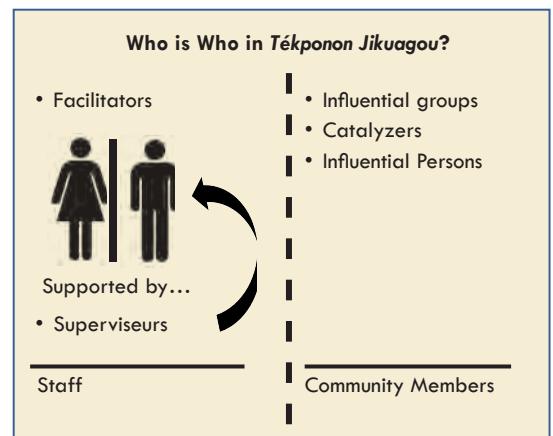 Who is Who in Tékponon Jikuagou?
• Facilitators
Supported by…
• Superviseurs
Staff
• Influential groups
• Catalyzers
• Influential Persons
Community Members